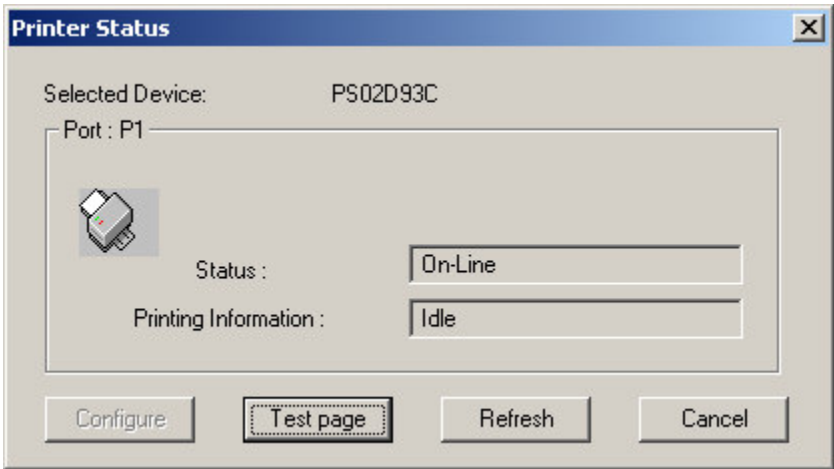 Printer Status
Selected Device: PS02D93C
Port : P1
Status : On-Line
Printing Information : Idle
Configure Test page Refresh Cancel